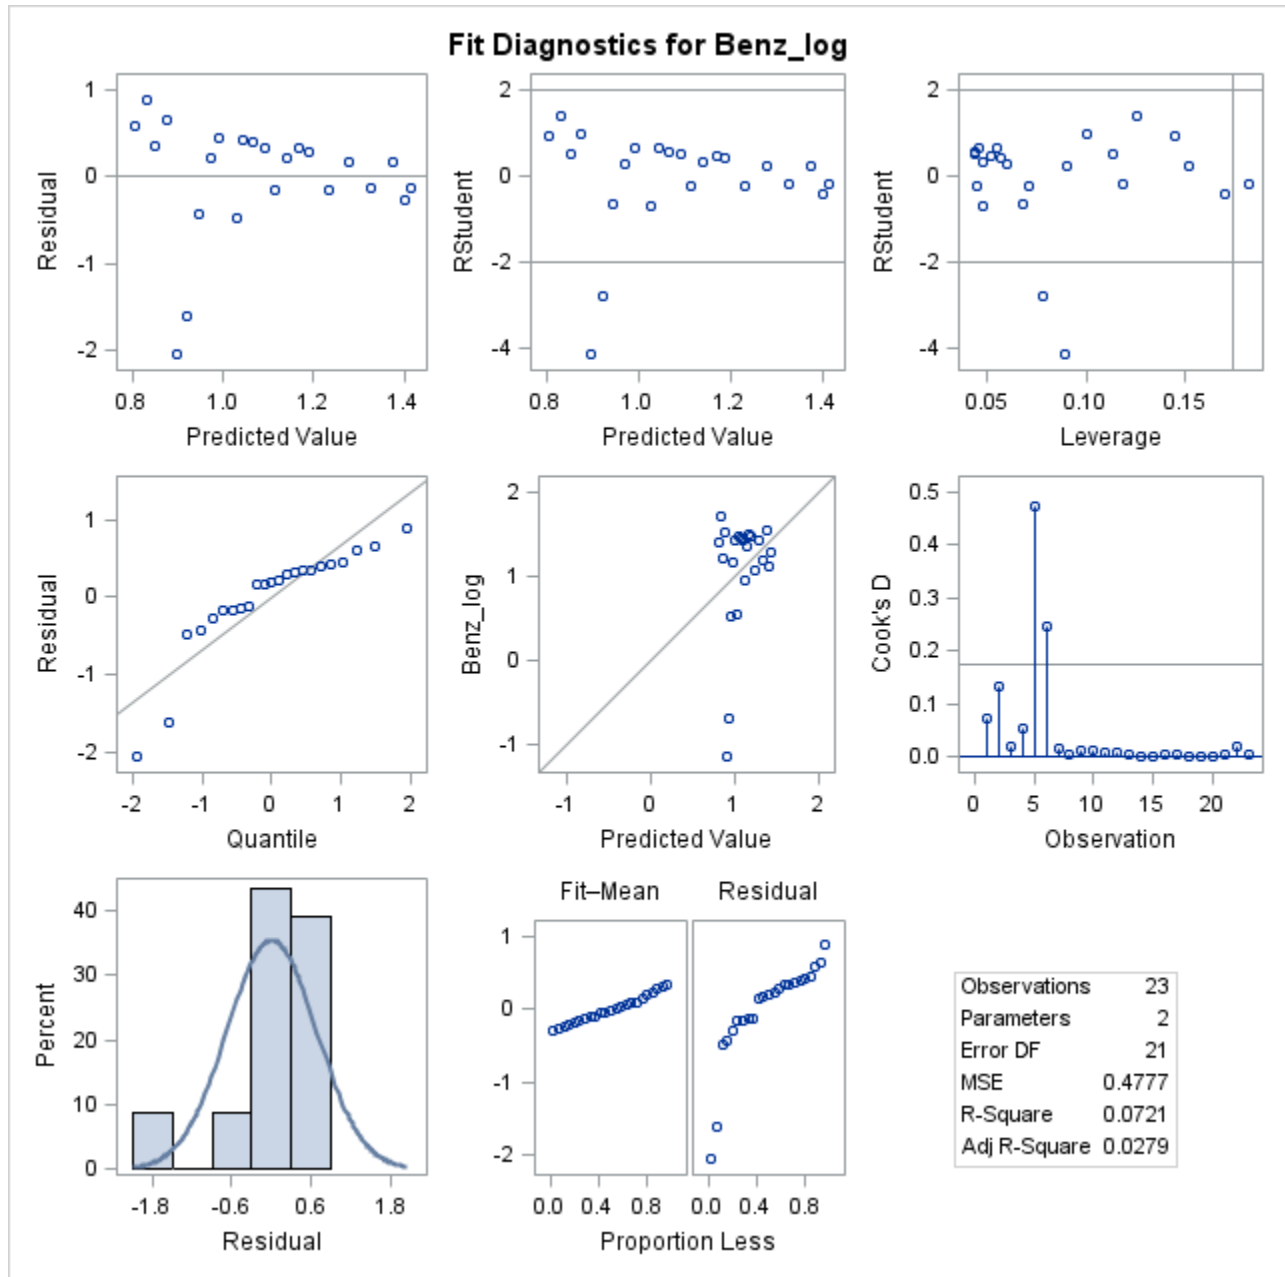 Fit Diagnostics for Benz_log
1
0
-1
-2
Residual
0.8 1.0 1.2 1.4
Predicted Value
2
0
-2
-4
RStudent
0.8 1.0 1.2 1.4
Predicted Value
2
0
-2
-4
RStudent
0.05 0.10 0.15
Leverage
1
0
-1
-2
Residual
-2 -1 0 1 2
Quantile
2
1
0
-1
Benz_log
-1 0 1 2
Predicted Value
0.5
0.4
0.3
0.2
0.1
0.0
Cook's D
0 5 10 15 20
Observation
40
30
20
10
0
Percent
-1.8 -0.6 0.6 1.8
Residual
Fit–Mean Residual
1
0
-1
-2
0.0 0.4 0.8 0.0 0.4 0.8
Proportion Less
Observations 23
Parameters 2
Error DF 21
MSE 0.4777
R-Square 0.0721
Adj R-Square 0.0279